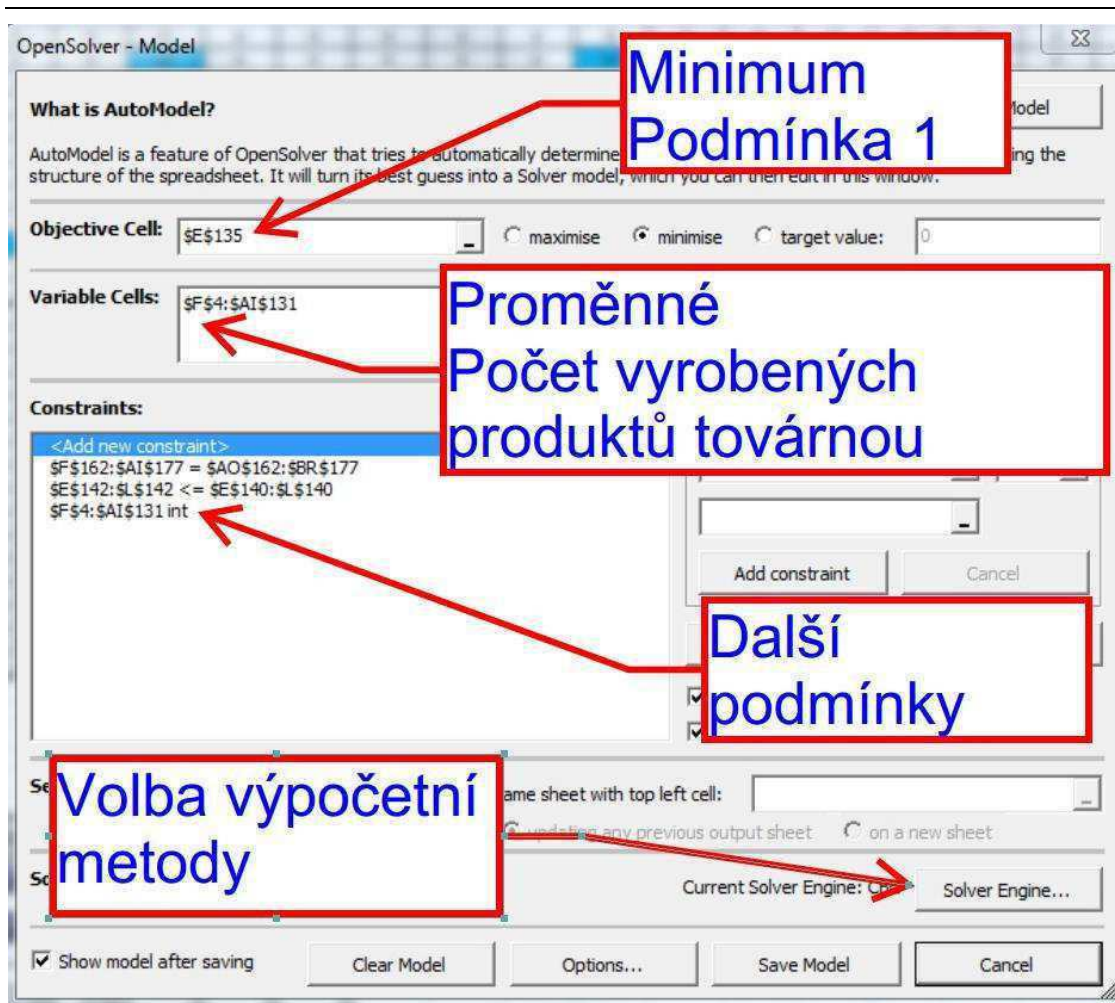 OpenSolver - Model
Minimum
Podmínka 1
What is AutoModel?
AutoModel is a feature of OpenSolver that tries to automatically determine ing the
structure of the spreadsheet. It will turn its best guess into a Solver model, which you can then edit in this window.
Objective Cell: $E$135 _ maximise minimise target value: 0
Variable Cells: $F$4:$AI$131
Proměnné
Počet vyrobených
produktů továrnou
Constraints:
<Add new constraint>
$F$162:$AI$177 = $AO$162:$BR$177
$E$142:$L$142 <= $E$140:$L$140
$F$4:$AI$131 int
Add constraint Cancel
Další
podmínky
Volba výpočetní
metody
sheet with top left cell:
updating any previous output sheet on a new sheet
Current Solver Engine: Solver Engine...
Show model after saving Clear Model Options... Save Model Cancel